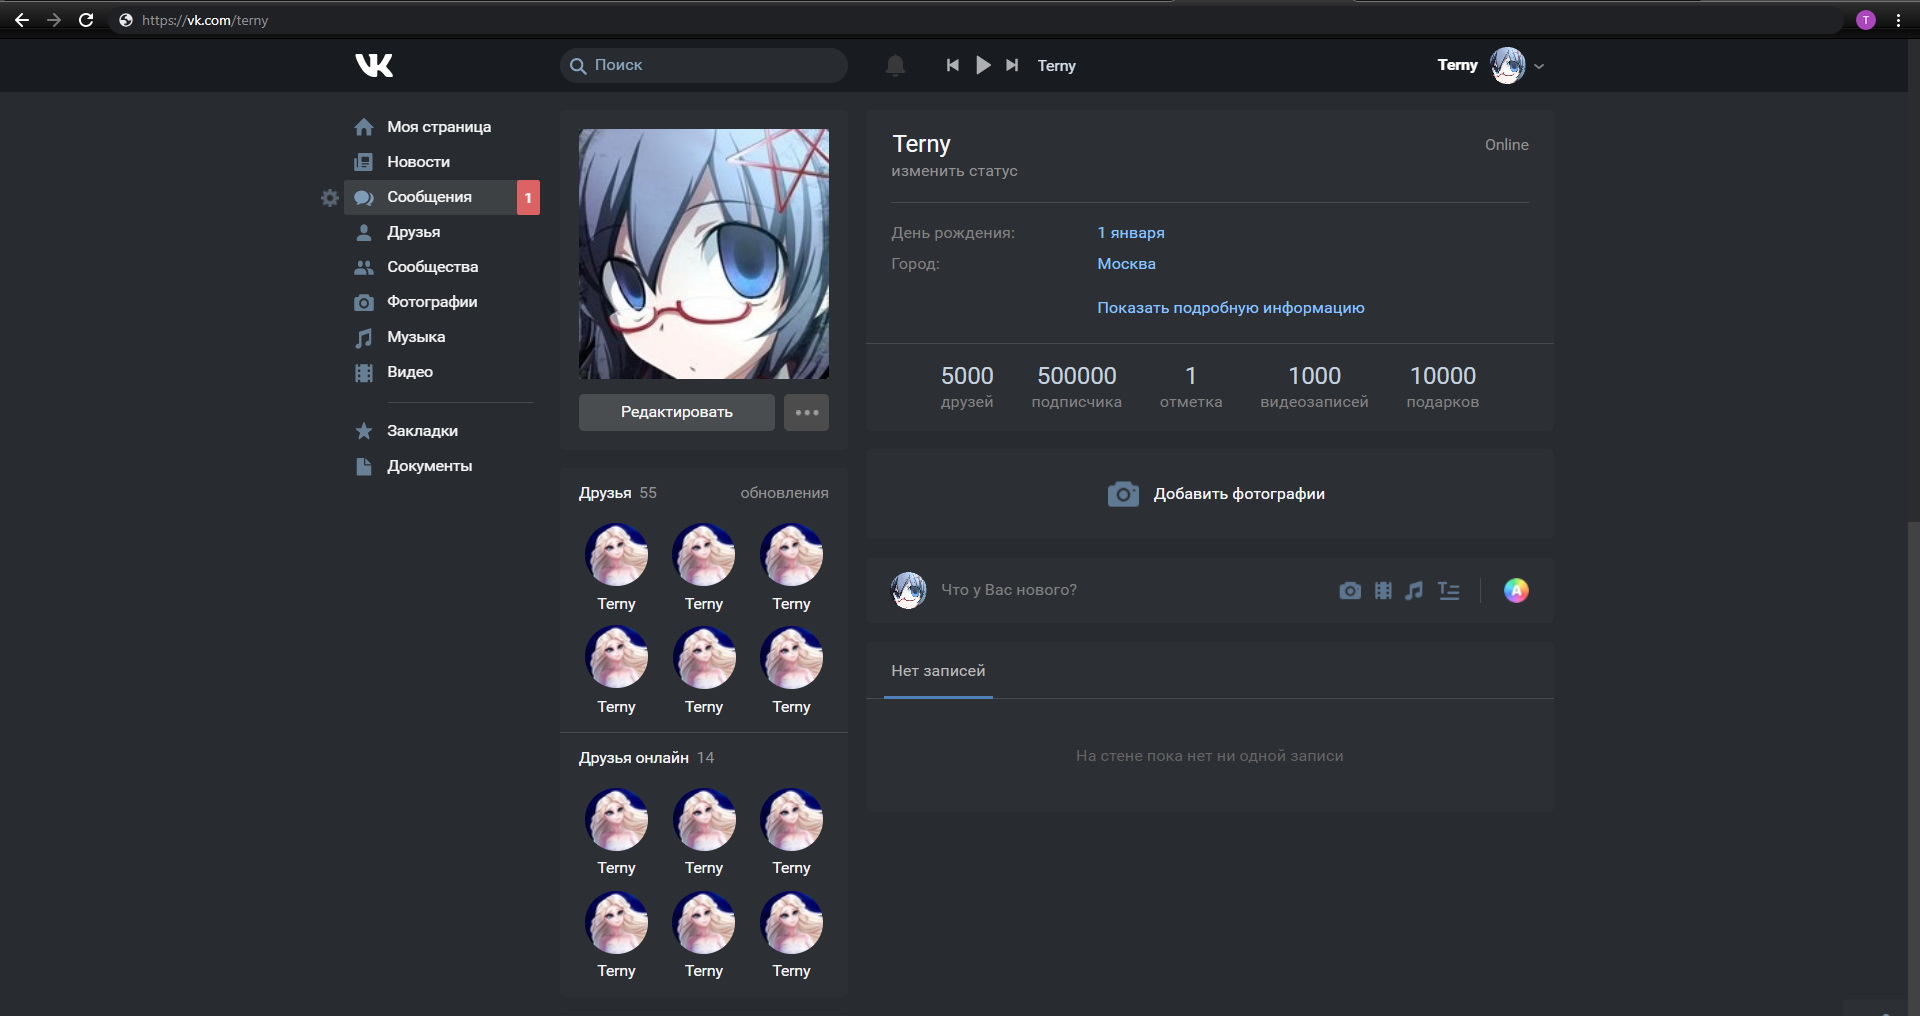 https://vk.com/terny
T
Поиск
Terny
Terny
Моя страница
Новости
Сообщения 1
Друзья
Сообщества
Фотографии
Музыка
Видео
Закладки
Документы
Редактировать
Друзья 55 обновления
Terny Terny Terny
Terny Terny Terny
Друзья онлайн 14
Terny Terny Terny
Terny Terny Terny
Terny Online
изменить статус
День рождения: 1 января
Город: Москва
Показать подробную информацию
5000 500000 1 1000 10000
друзей подписчика отметка видеозаписей подарков
Добавить фотографии
Что у Вас нового? A
Нет записей
На стене пока нет ни одной записи